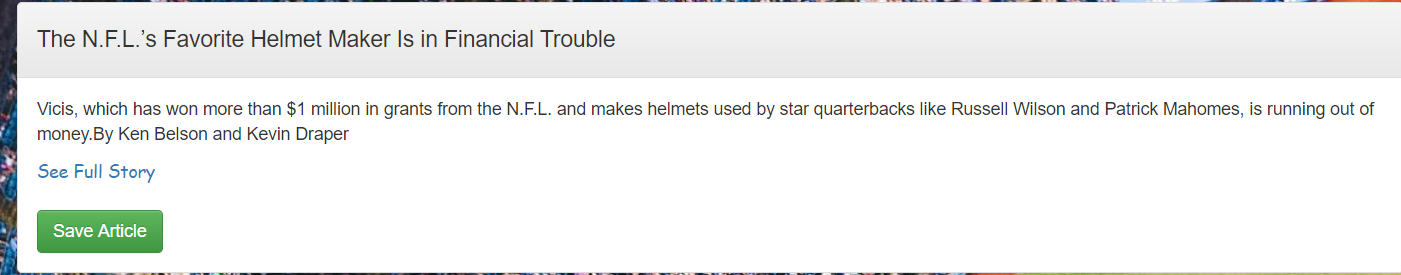 The N.F.L.’s Favorite Helmet Maker Is in Financial Trouble
Vicis, which has won more than $1 million in grants from the N.F.L. and makes helmets used by star quarterbacks like Russell Wilson and Patrick Mahomes, is running out of
money.By Ken Belson and Kevin Draper
See Full Story
Save Article